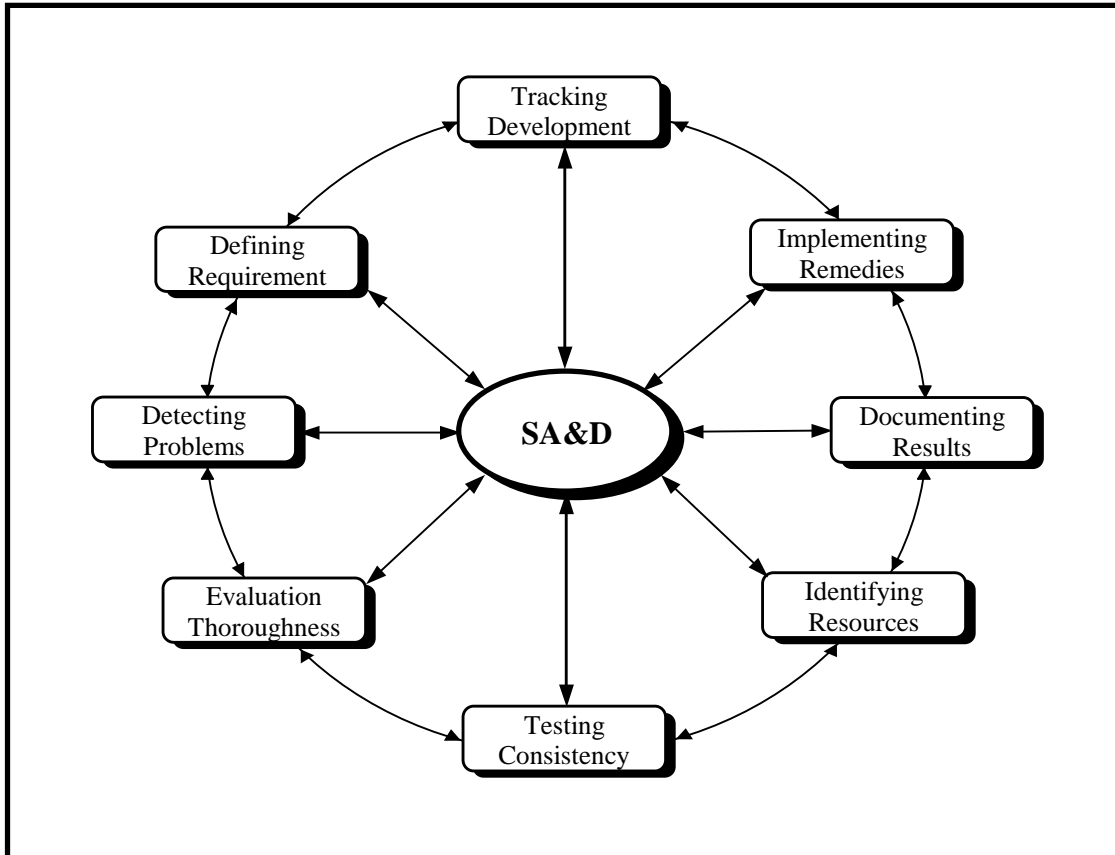 Tracking
Development
Defining
Requirement
Implementing
Remedies
Detecting
Problems
SA&D
Documenting
Results
Evaluation
Thoroughness
Identifying
Resources
Testing
Consistency